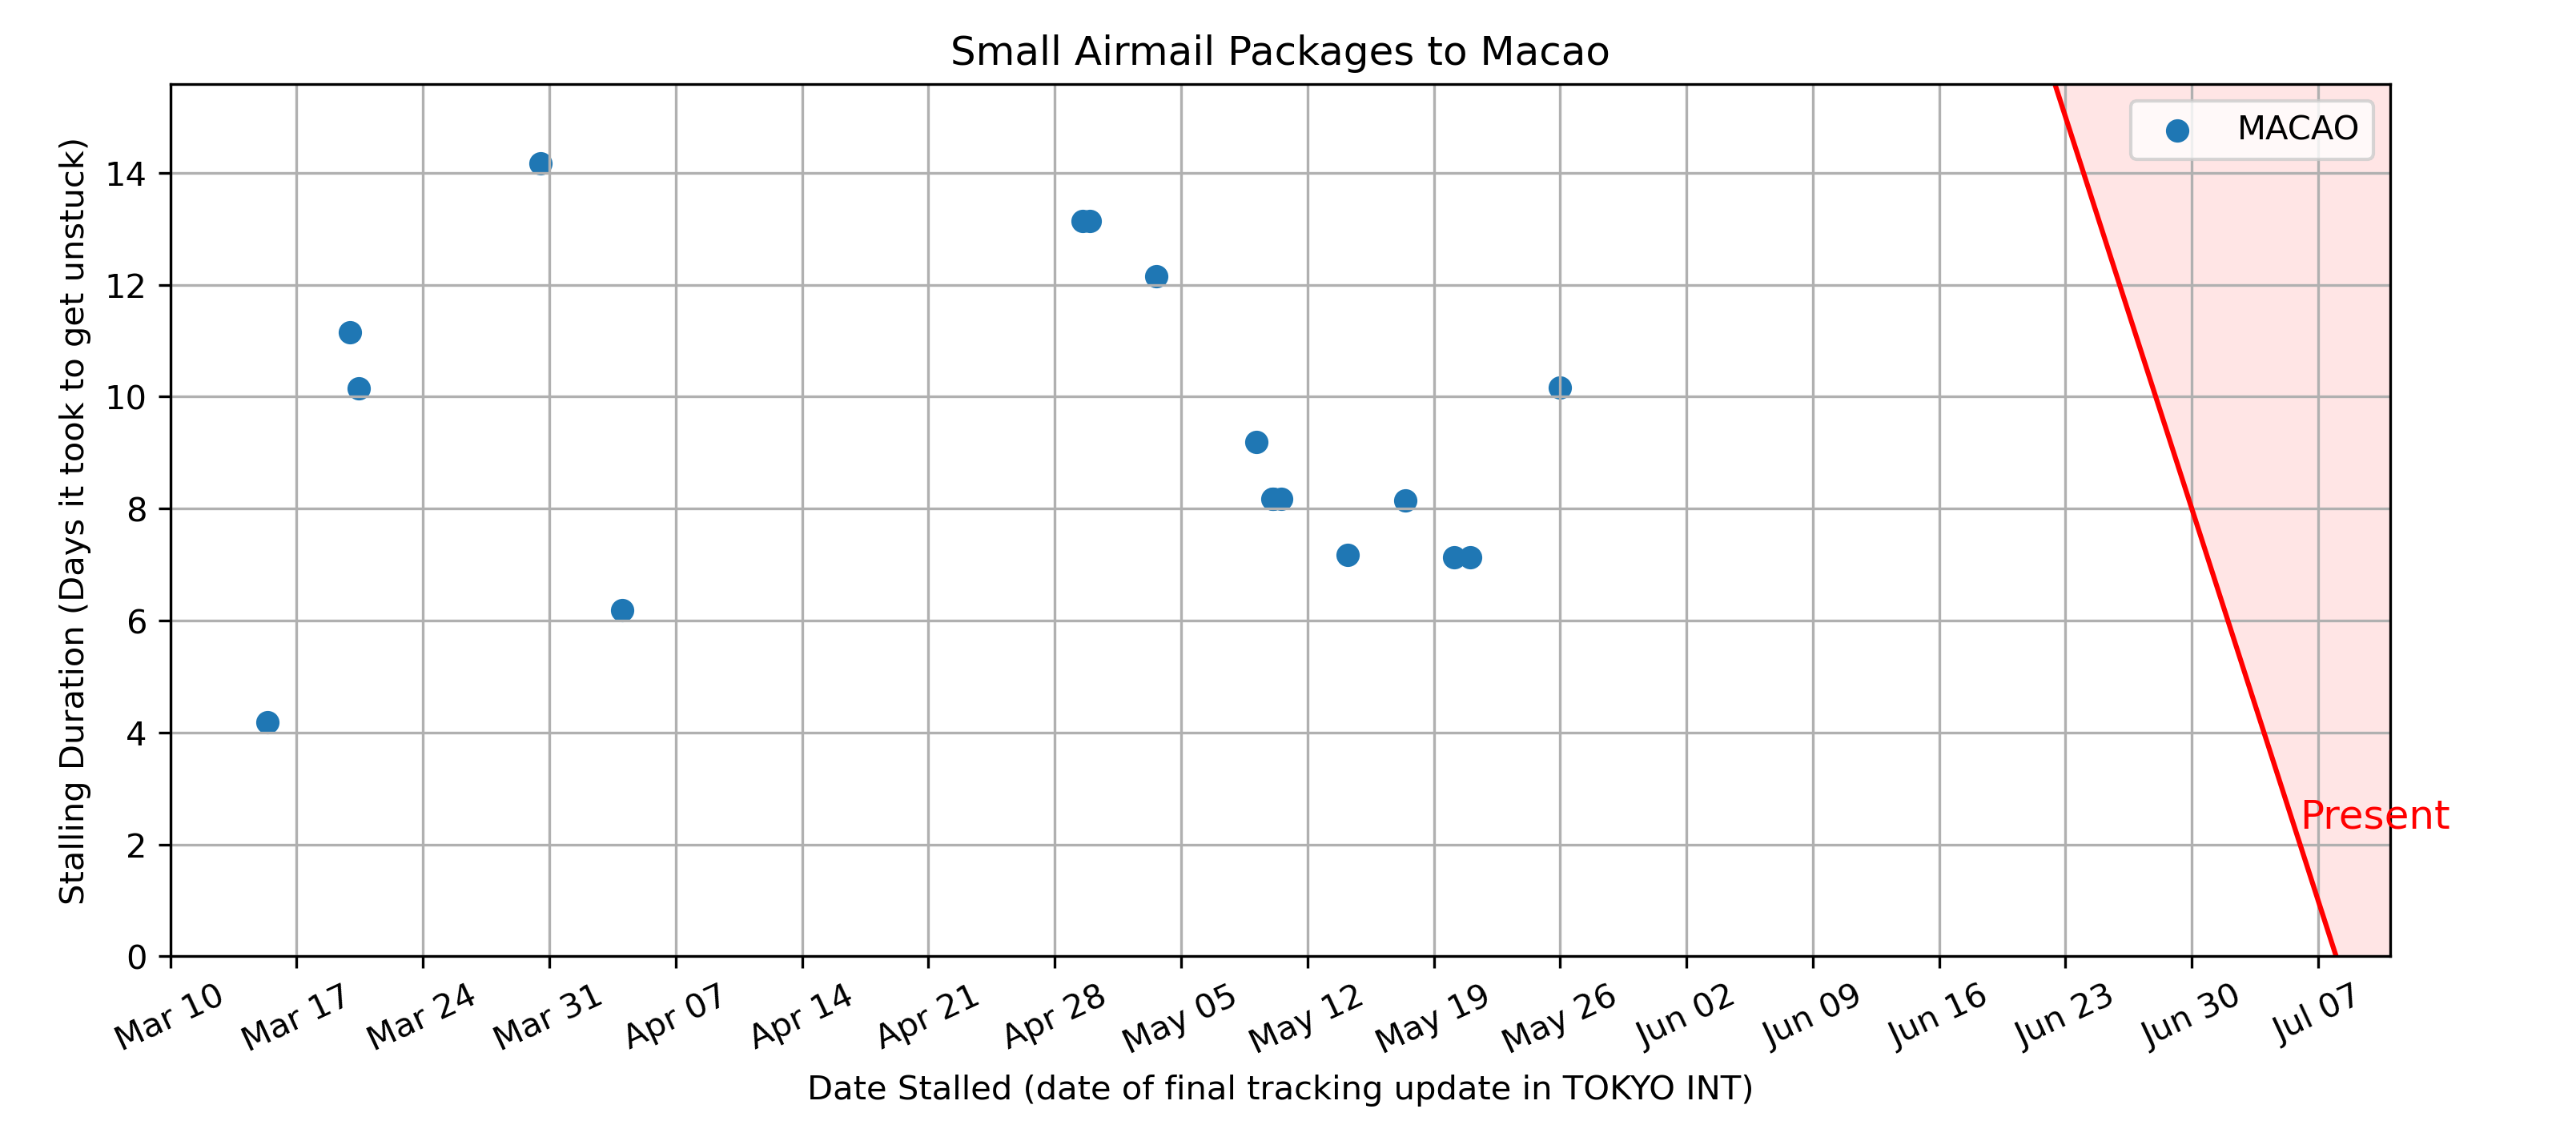 Small Airmail Packages to Macao
MACAO
Stalling Duration (Days it took to get unstuck)
14
12
10
8
6
4
2
0
Present
Mar 10 Mar 17 Mar 24 Mar 31 Apr 07 Apr 14 Apr 21 Apr 28 May 05 May 12 May 19 May 26 Jun 02 Jun 09 Jun 16 Jun 23 Jun 30 Jul 07
Date Stalled (date of final tracking update in TOKYO INT)